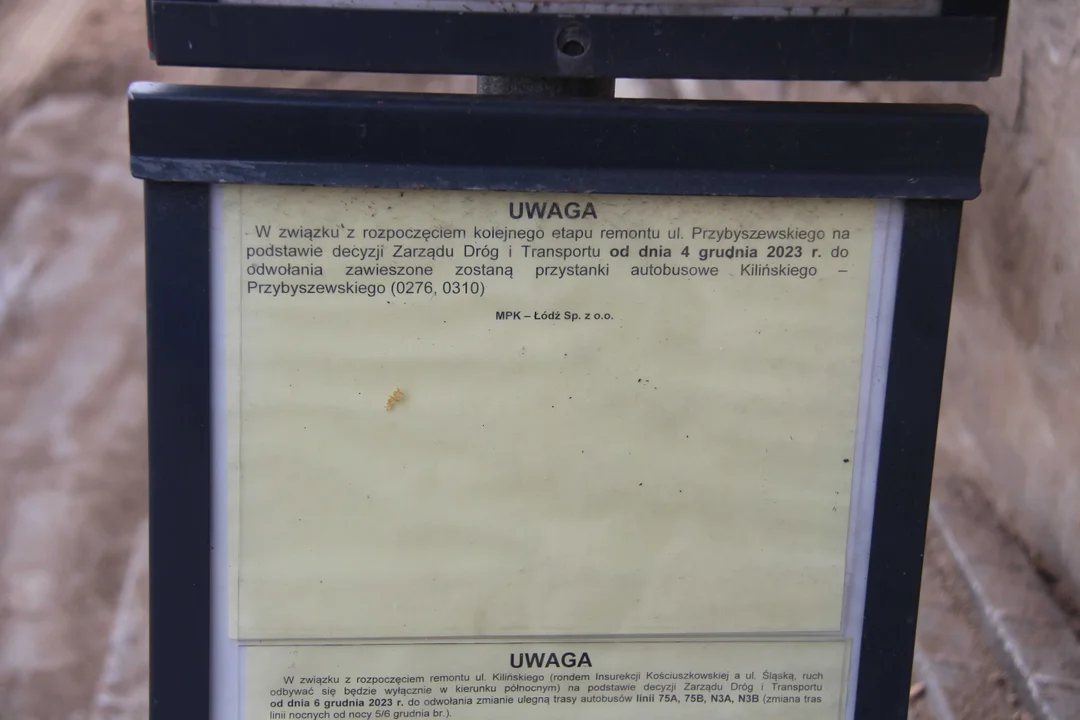 UWAGA
W związku z rozpoczęciem kolejnego etapu remontu ul. Przybyszewskiego na
podstawie decyzji Zarządu Dróg i Transportu od dnia 4 grudnia 2023 r. do
odwołania zawieszone zostaną przystanki autobusowe Kilińskiego –
Przybyszewskiego (0276, 0310)
MPK – Łódź Sp. z o.o.
UWAGA
W związku z rozpoczęciem remontu ul. Kilińskiego (rondem Insurekcji Kościuszkowskiej a ul. Śląską, ruch
odbywać się będzie wyłącznie w kierunku północnym) na podstawie decyzji Zarządu Dróg i Transportu
od dnia 6 grudnia 2023 r. do odwołania zmianie ulegną trasy autobusów linii 75A, 75B, N3A, N3B (zmiana tras
linii nocnych od nocy 5/6 grudnia br.).